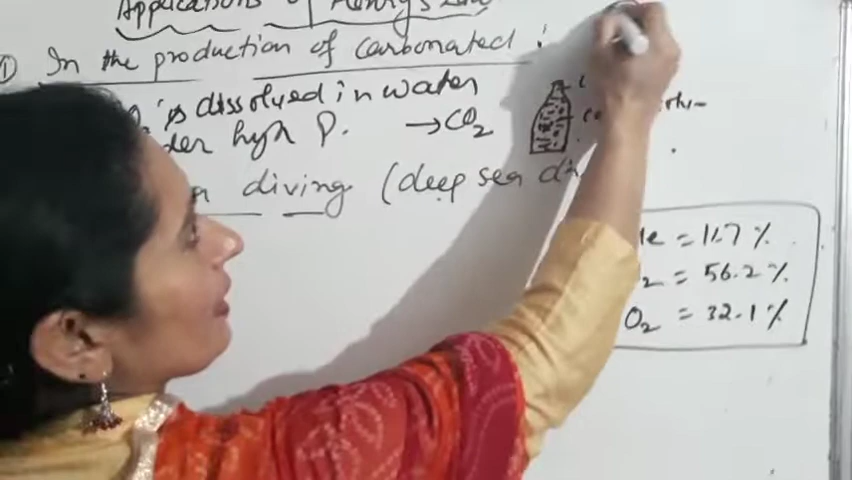 Applications of Henry's Law
① In the production of carbonated :
is dissolved in water
high P. → CO2
diving (deep sea
= 11.7 %
= 56.2 %
O2 = 32.1 %